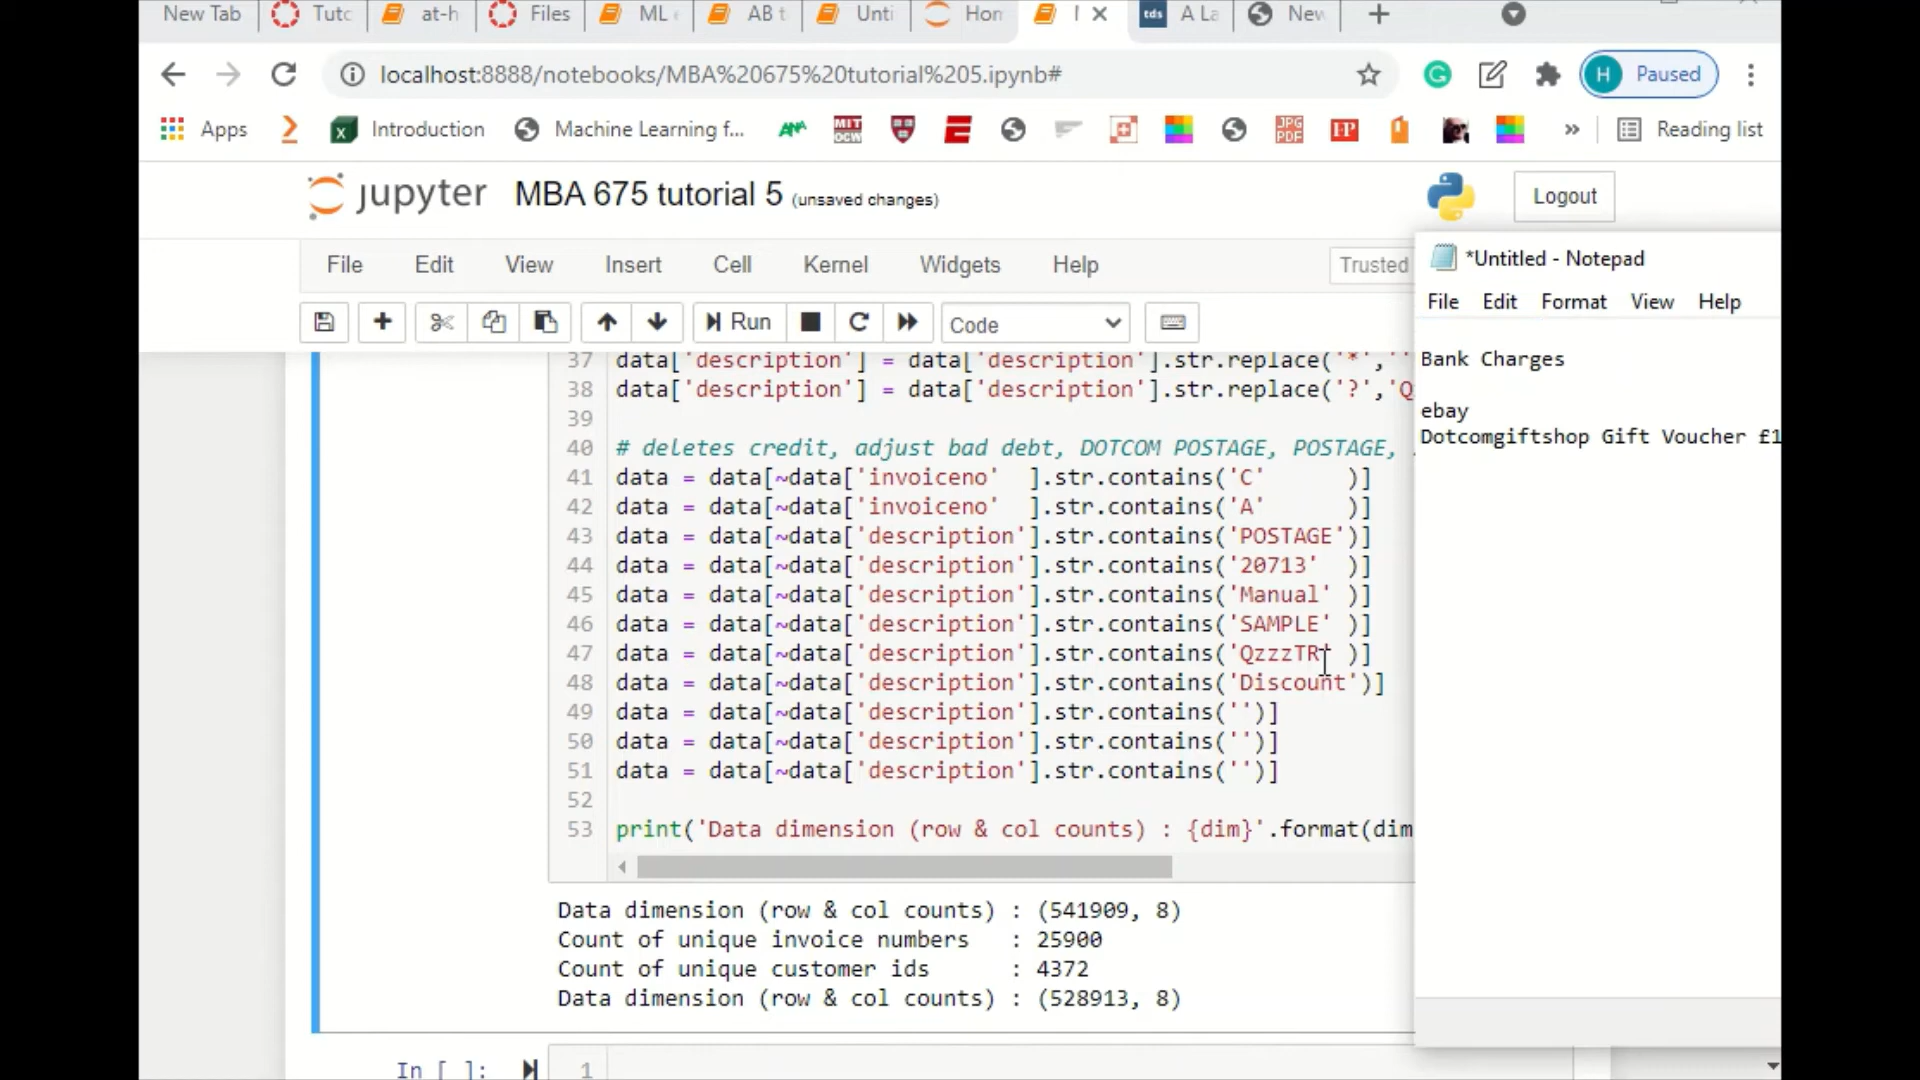 New Tab
Tuto
at-h
Files
ML
AB t
Unti
Hom
tds
A La
New
localhost:8888/notebooks/MBA%20675%20tutorial%205.ipynb#
H Paused
Apps
Introduction
Machine Learning f...
ANA
MIT OCW
JPG PDF
EP
»
Reading list
jupyter MBA 675 tutorial 5 (unsaved changes)
Logout
File Edit View Insert Cell Kernel Widgets Help
Trusted
Run
Code
37 data['description'] = data['description'].str.replace('*',''
38 data['description'] = data['description'].str.replace('?','Q
39
40 # deletes credit, adjust bad debt, DOTCOM POSTAGE, POSTAGE,
41 data = data[~data['invoiceno'  ].str.contains('C'      )]
42 data = data[~data['invoiceno'  ].str.contains('A'      )]
43 data = data[~data['description'].str.contains('POSTAGE')]
44 data = data[~data['description'].str.contains('20713'  )]
45 data = data[~data['description'].str.contains('Manual' )]
46 data = data[~data['description'].str.contains('SAMPLE' )]
47 data = data[~data['description'].str.contains('QzzzTR' )]
48 data = data[~data['description'].str.contains('Discount')]
49 data = data[~data['description'].str.contains('')]
50 data = data[~data['description'].str.contains('')]
51 data = data[~data['description'].str.contains('')]
52
53 print('Data dimension (row & col counts) : {dim}'.format(dim
Data dimension (row & col counts) : (541909, 8)
Count of unique invoice numbers   : 25900
Count of unique customer ids      : 4372
Data dimension (row & col counts) : (528913, 8)
In [ ]:
1
*Untitled - Notepad
File Edit Format View Help
Bank Charges
ebay
Dotcomgiftshop Gift Voucher £1